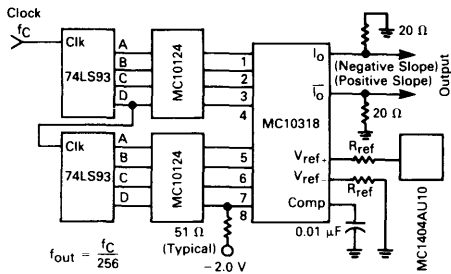 Clock
fC
Clk
74LS93
A
B
C
D
MC10124
1
2
3
4
MC10318
Io
20 Ω
(Negative Slope)
(Positive Slope)
Io
20 Ω
Output
Vref+
Rref
Vref−
Rref
Comp
0.01 μF
MC1404AU10
Clk
74LS93
A
B
C
D
MC10124
5
6
7
8
51 Ω
(Typical)
−2.0 V
fout = fC/256